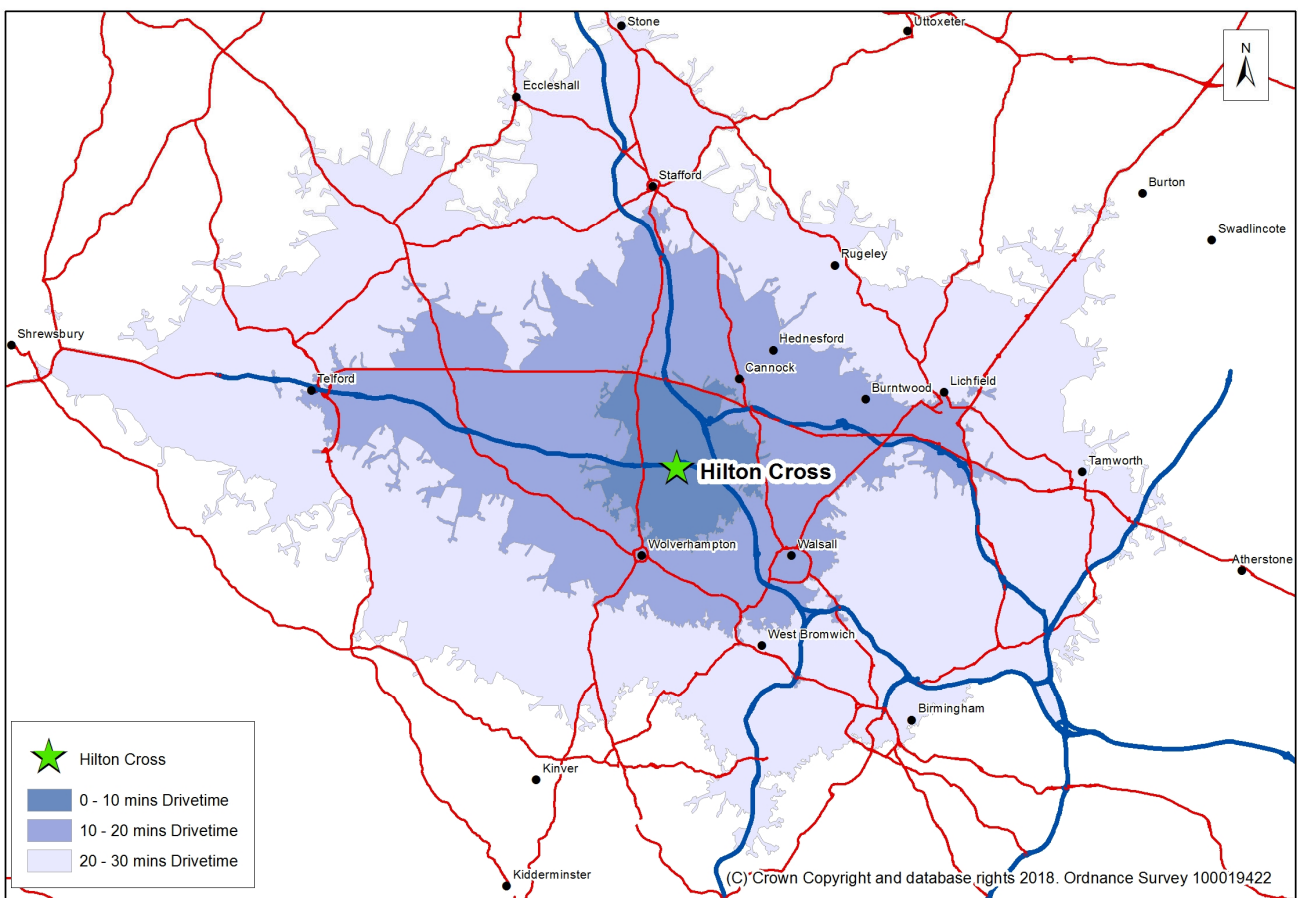 Stone
Uttoxeter
N
Eccleshall
Stafford
Burton
Swadlincote
Rugeley
Shrewsbury
Hednesford
Cannock
Telford
Burntwood
Lichfield
Hilton Cross
Tamworth
Wolverhampton
Walsall
Atherstone
West Bromwich
Birmingham
Kinver
Kidderminster
Hilton Cross
0 - 10 mins Drivetime
10 - 20 mins Drivetime
20 - 30 mins Drivetime
(C) Crown Copyright and database rights 2018. Ordnance Survey 100019422